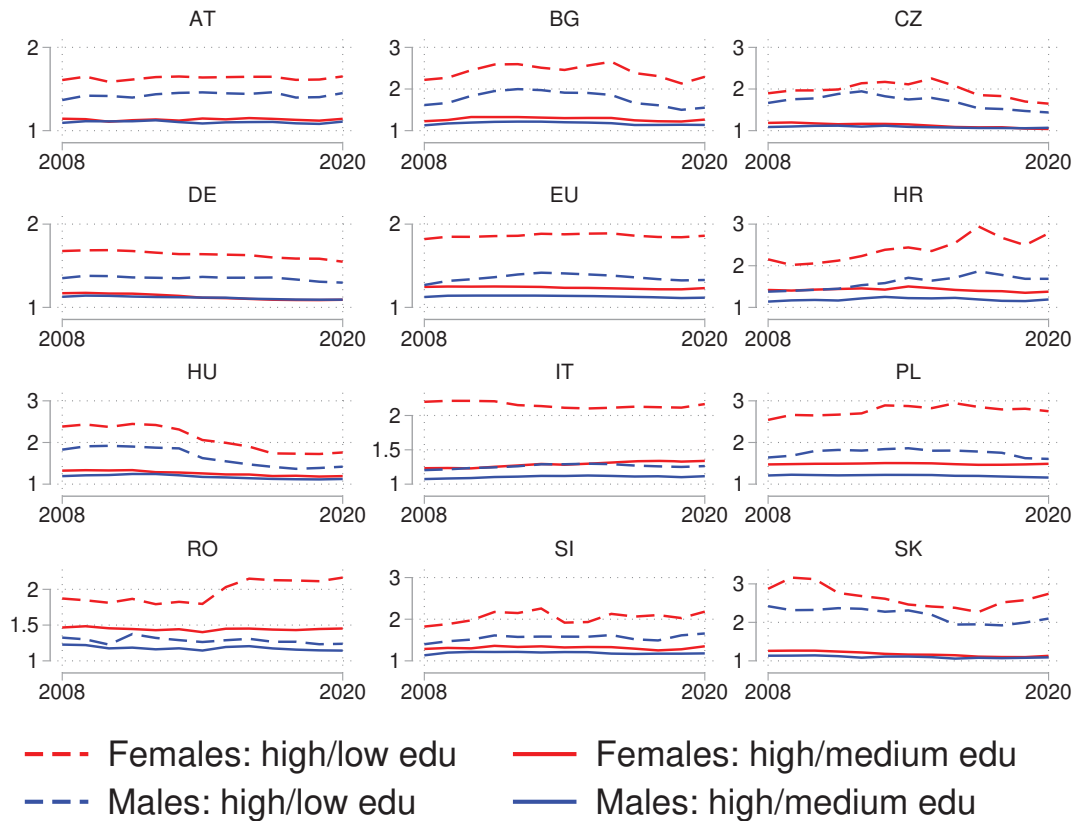 AT BG CZ
2 3 3
2 2
1 1 1
2008 2020 2008 2020 2008 2020
DE EU HR
2 2 3
2
1 1 1
2008 2020 2008 2020 2008 2020
HU IT PL
3 2 3
2 1.5 2
1 1 1
2008 2020 2008 2020 2008 2020
RO SI SK
2 3 3
1.5 2 2
1 1 1
2008 2020 2008 2020 2008 2020
Females: high/low edu Females: high/medium edu
Males: high/low edu Males: high/medium edu